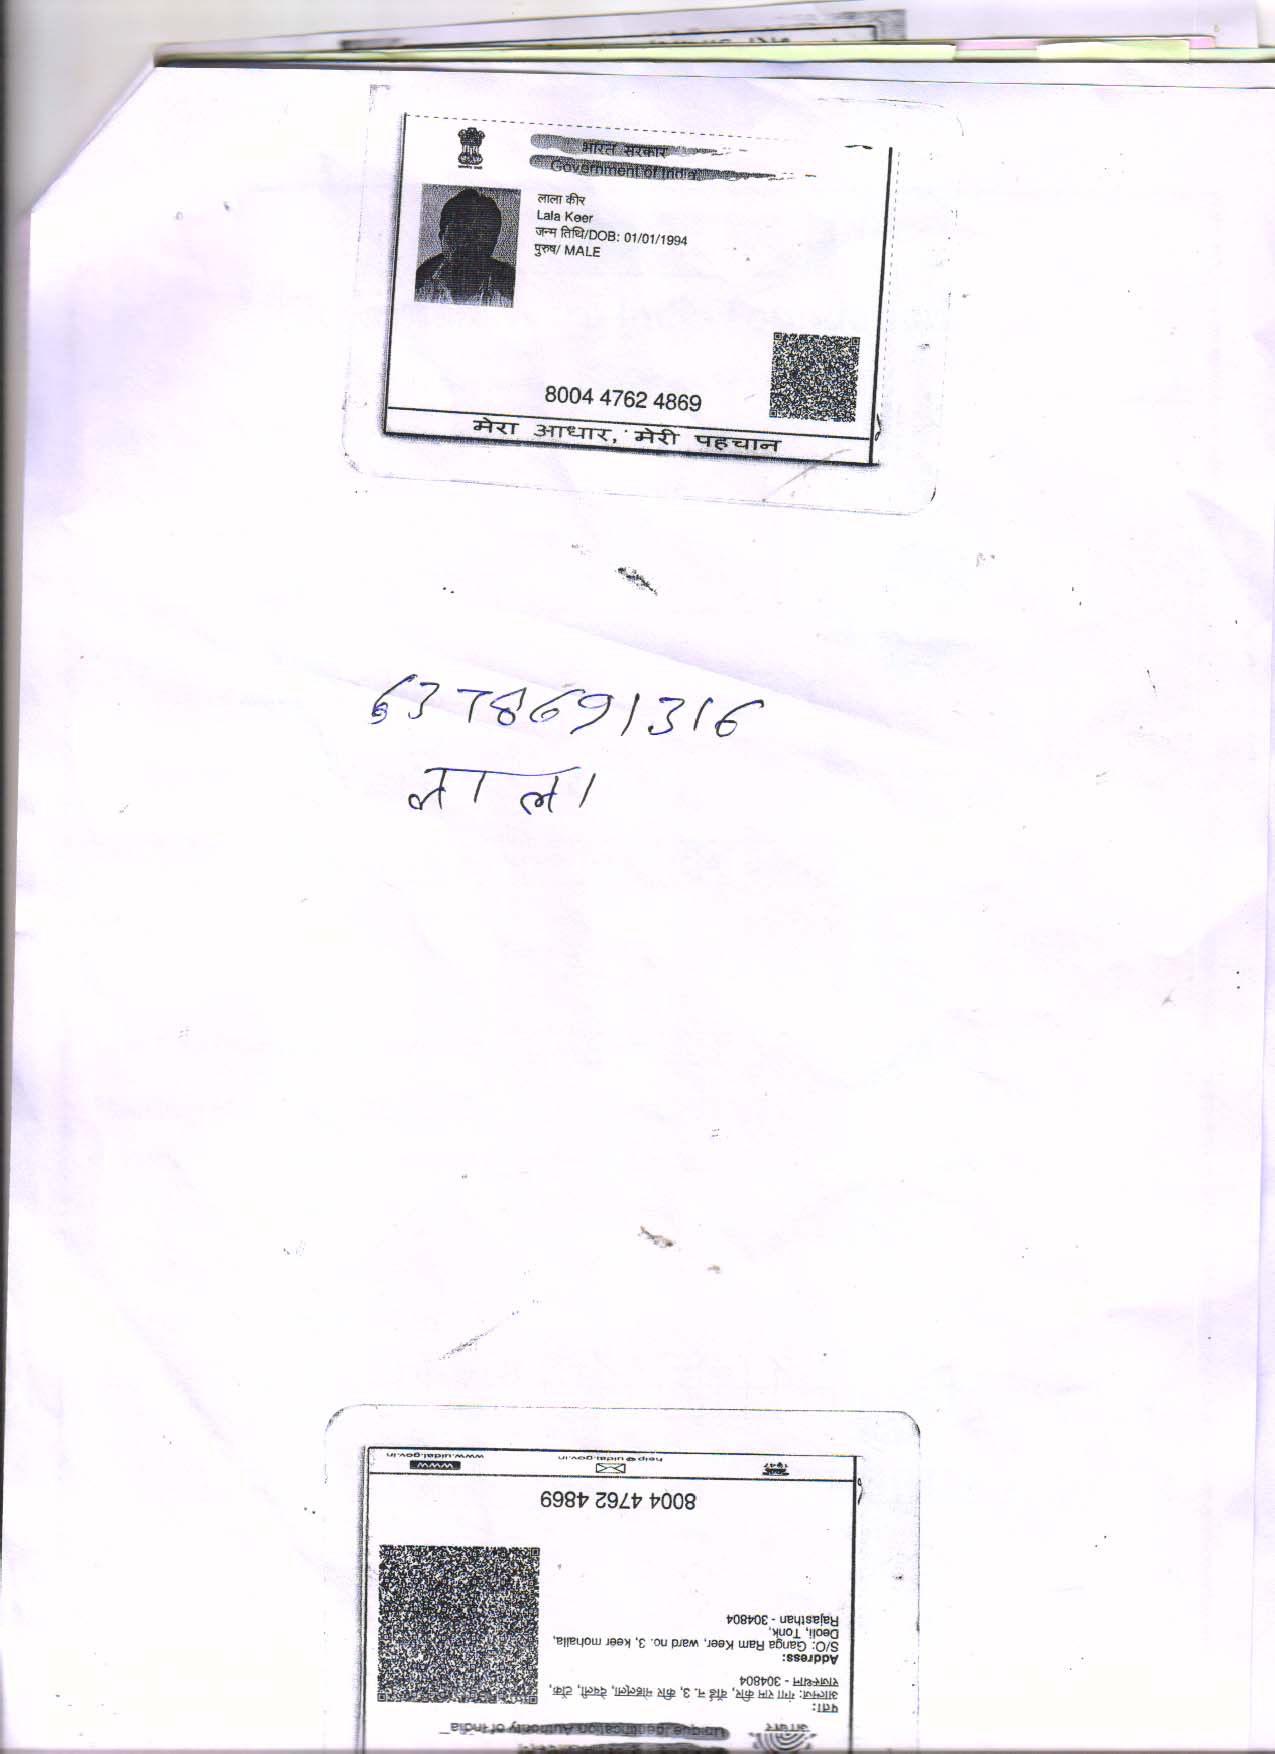 भारत सरकार
Government of India
लाला कीर
Lala Keer
जन्म तिथि/DOB: 01/01/1994
पुरुष/ MALE
8004 4762 4869
मेरा आधार, मेरी पहचान
6378691316
लाला
Unique Identification Authority of India
पता:
आत्मज: गंगा राम कीर, वार्ड न. 3, कीर मोहल्ला, देवली, टोंक,
राजस्थान - 304804
Address:
S/O: Ganga Ram Keer, ward no. 3, keer mohalla,
Deoli, Tonk,
Rajasthan - 304804
8004 4762 4869
1947
help@uidai.gov.in
www
www.uidai.gov.in